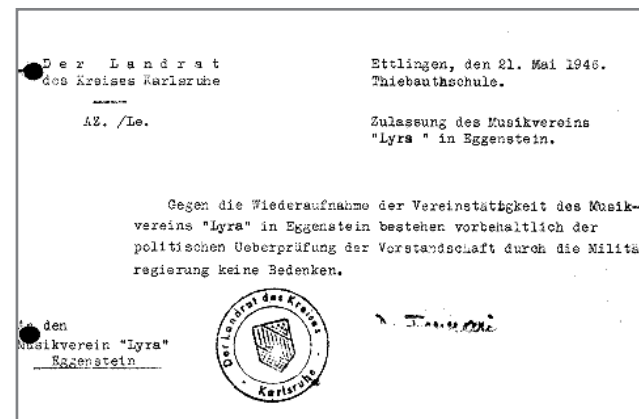 Der Landrat
des Kreises Karlsruhe
AZ. /Le.
Ettlingen, den 21. Mai 1946.
Thiebauthschule.
Zulassung des Musikvereins
"Lyra " in Eggenstein.
Gegen die Wiederaufnahme der Vereinstätigkeit des Musik-
vereins "Lyra" in Eggenstein bestehen vorbehaltlich der
politischen Ueberprüfung der Vorstandschaft durch die Militä
regierung keine Bedenken.
den
Musikverein "Lyra"
Eggenstein
Der Landrat des Kreises
- Karlsruhe -